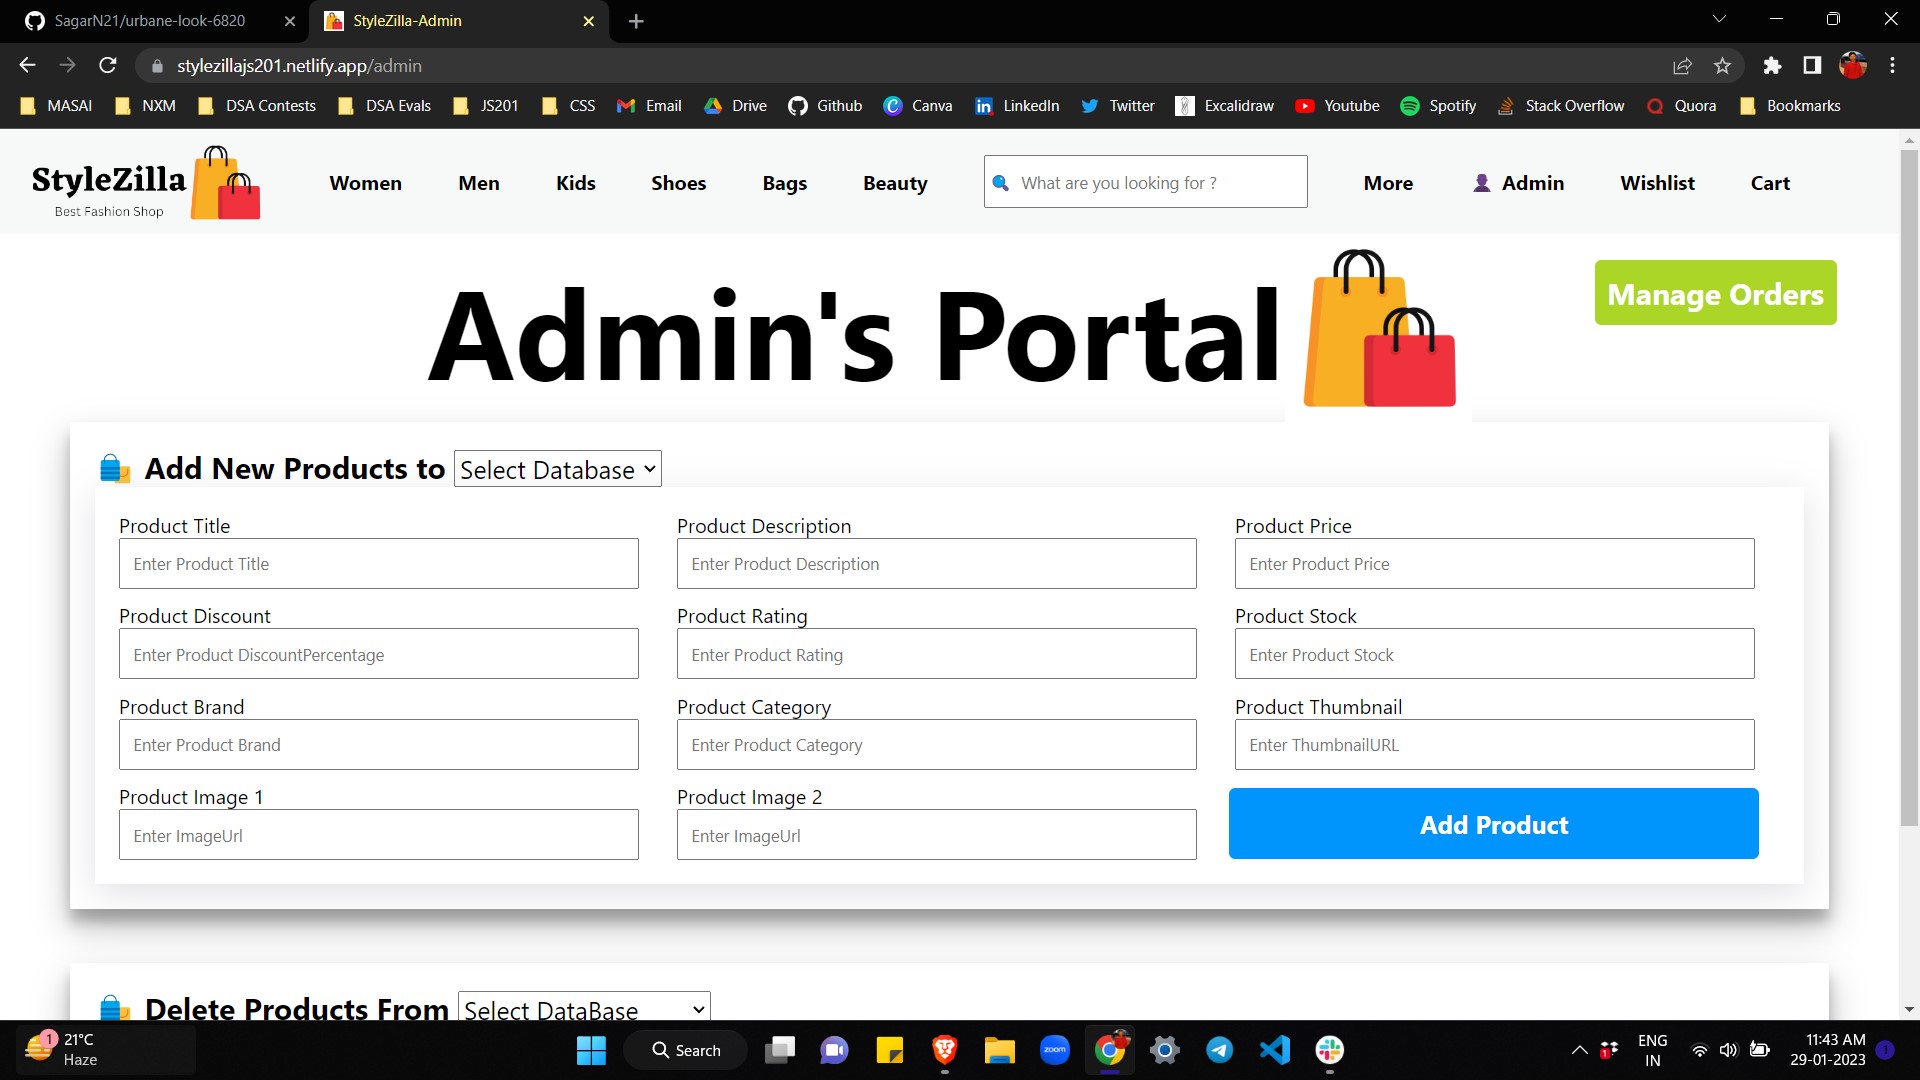 SagarN21/urbane-look-6820
StyleZilla-Admin
stylezillajs201.netlify.app/admin
MASAI NXM DSA Contests DSA Evals JS201 CSS Email Drive Github Canva LinkedIn Twitter Excalidraw Youtube Spotify Stack Overflow Quora Bookmarks
StyleZilla
Best Fashion Shop
Women Men Kids Shoes Bags Beauty What are you looking for ? More Admin Wishlist Cart
Admin's Portal
Manage Orders
Add New Products to Select Database
Product Title Product Description Product Price
Enter Product Title Enter Product Description Enter Product Price
Product Discount Product Rating Product Stock
Enter Product DiscountPercentage Enter Product Rating Enter Product Stock
Product Brand Product Category Product Thumbnail
Enter Product Brand Enter Product Category Enter ThumbnailURL
Product Image 1 Product Image 2
Enter ImageUrl Enter ImageUrl Add Product
Delete Products From Select DataBase
1 21°C
Haze
Search
zoom
1
ENG
IN
11:43 AM
29-01-2023
1